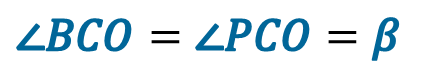 ∠BCO = ∠PCO = β